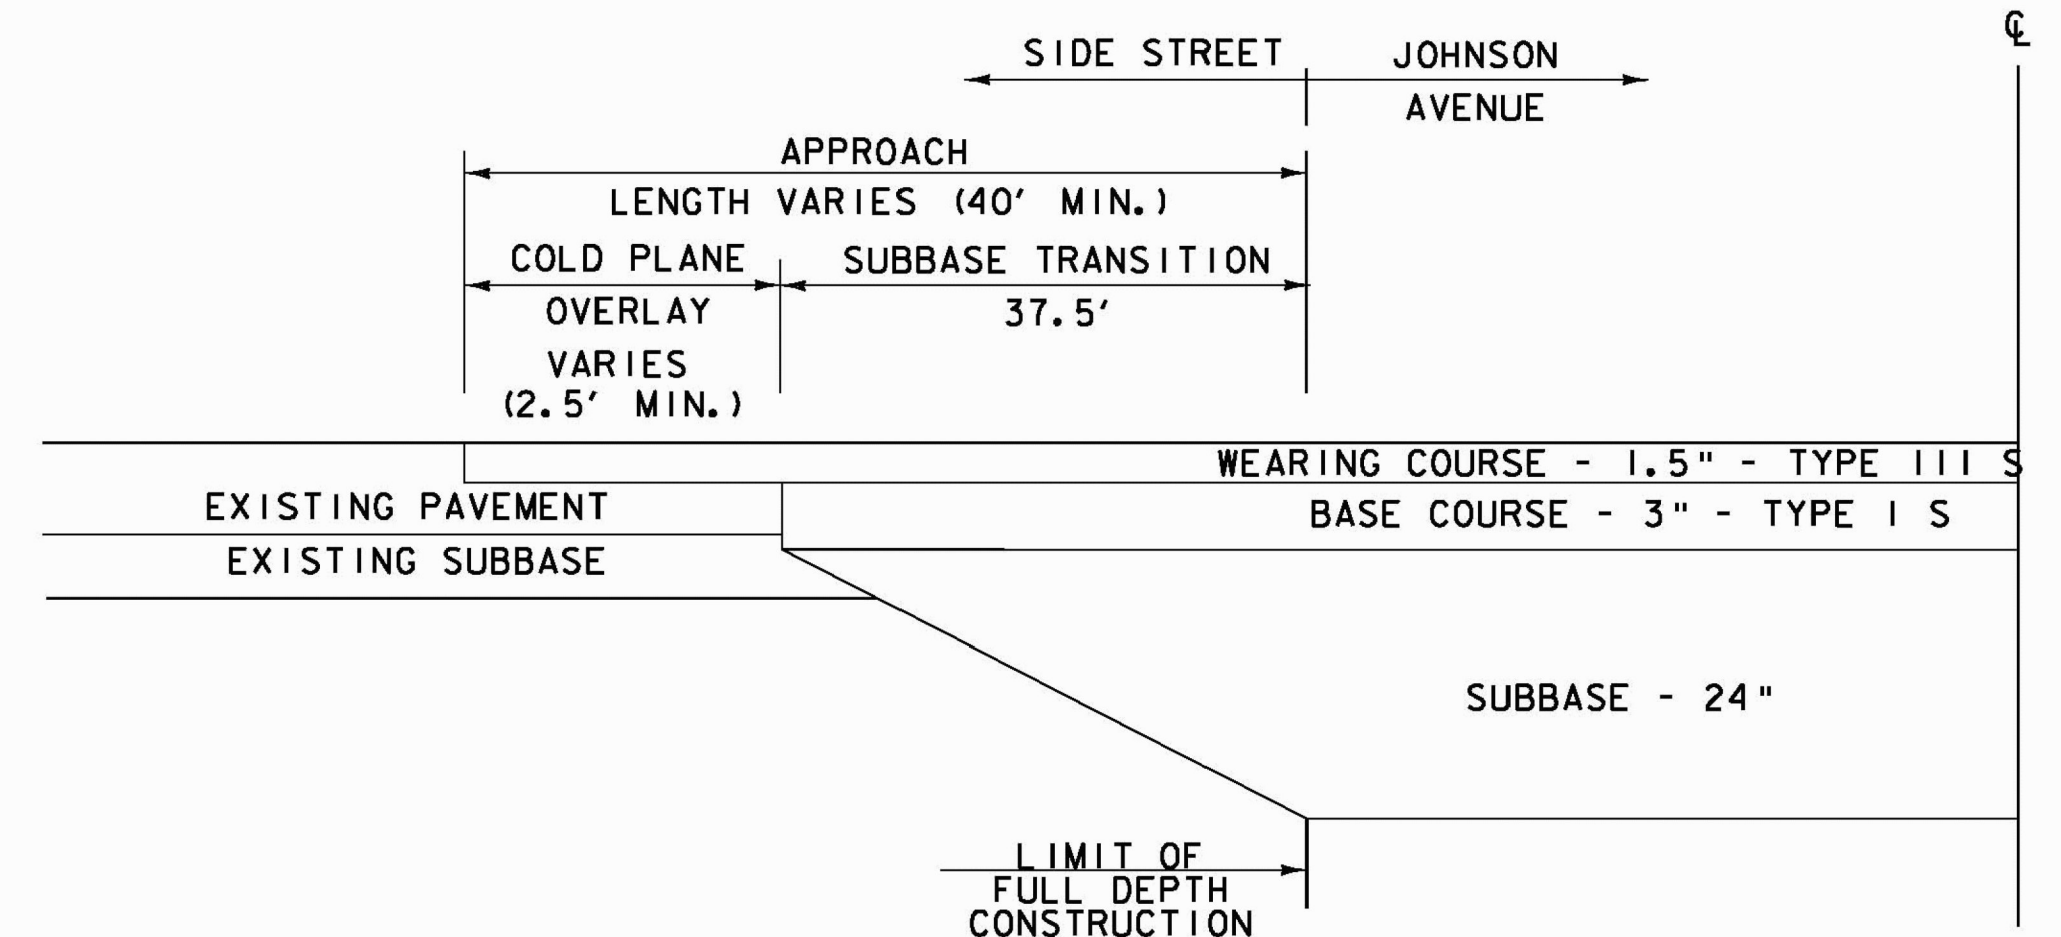 ℄
SIDE STREET
JOHNSON
AVENUE
APPROACH
LENGTH VARIES (40' MIN.)
COLD PLANE
OVERLAY
VARIES
(2.5' MIN.)
SUBBASE TRANSITION
37.5'
WEARING COURSE - 1.5" - TYPE III S
EXISTING PAVEMENT
BASE COURSE - 3" - TYPE I S
EXISTING SUBBASE
SUBBASE - 24"
LIMIT OF
FULL DEPTH
CONSTRUCTION